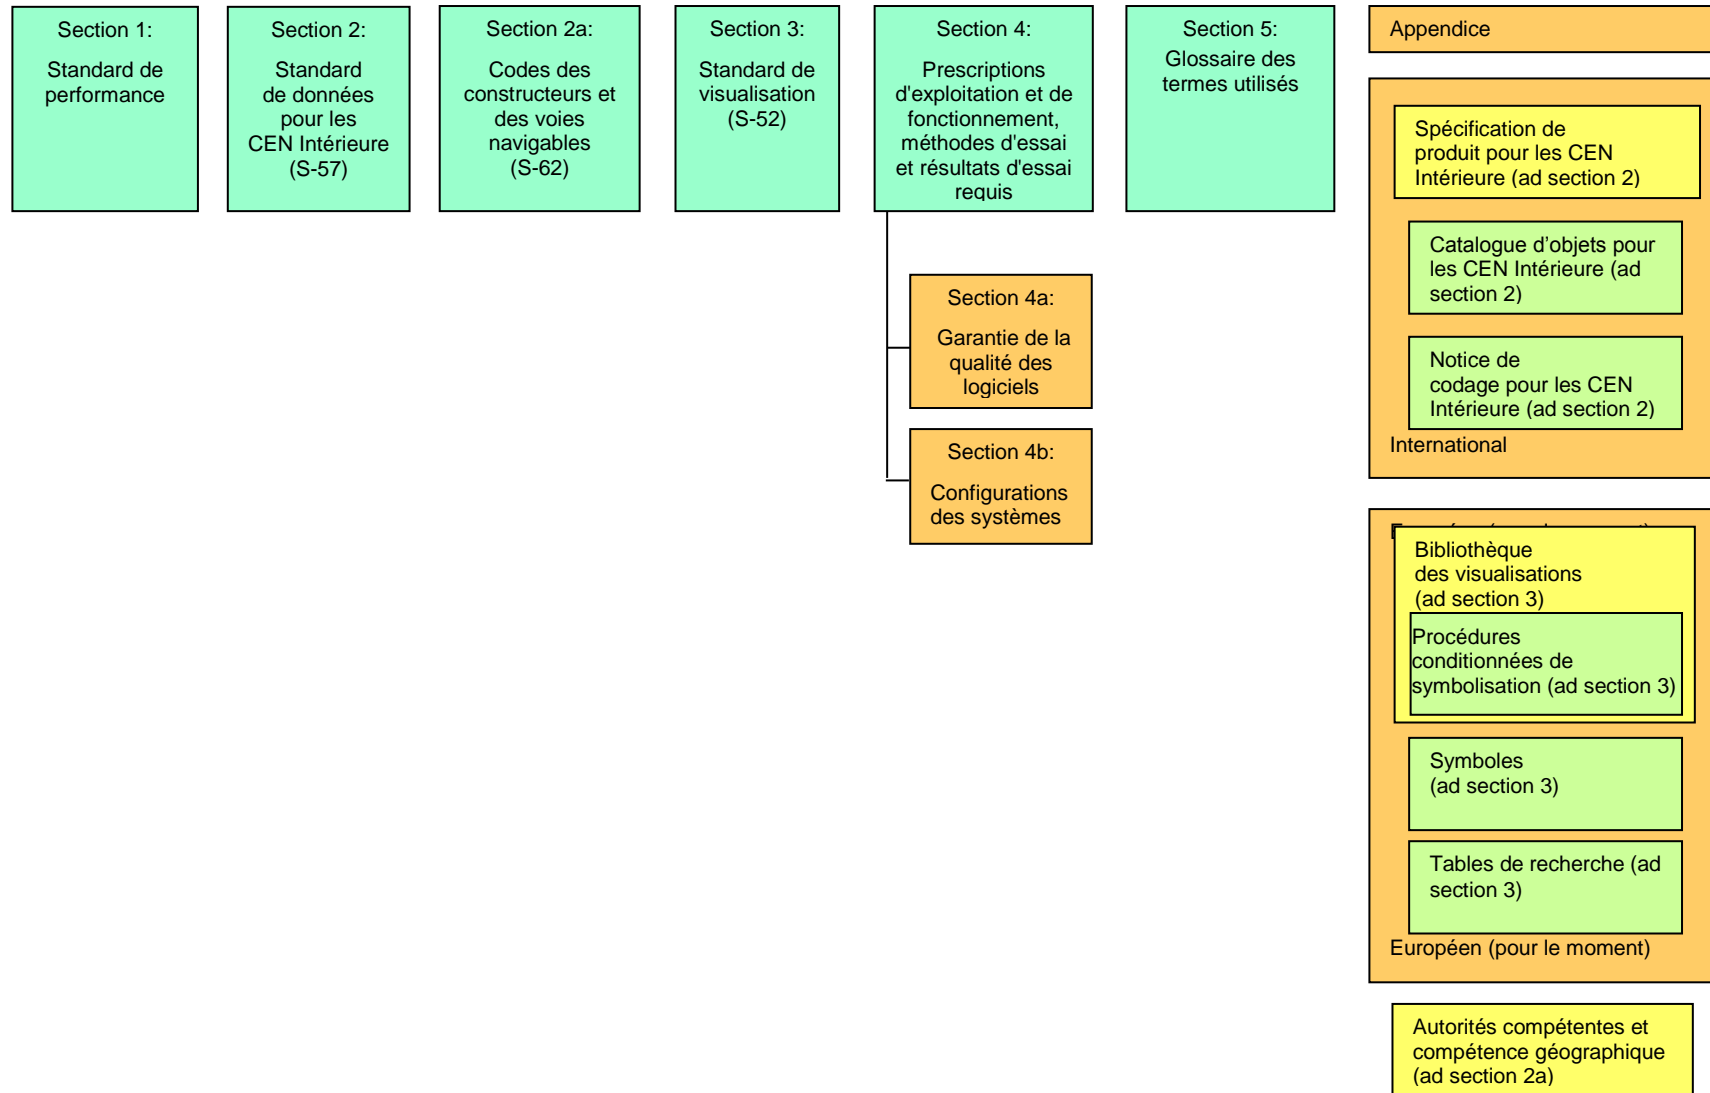 Section 1:
Standard de
performance
Section 2:
Standard
de données
pour les
CEN Intérieure
(S-57)
Section 2a:
Codes des
constructeurs et
des voies
navigables
(S-62)
Section 3:
Standard de
visualisation
(S-52)
Section 4:
Prescriptions
d'exploitation et de
fonctionnement,
méthodes d'essai
et résultats d'essai
requis
Section 4a:
Garantie de la
qualité des
logiciels
Section 4b:
Configurations
des systèmes
Section 5:
Glossaire des
termes utilisés
Appendice
Spécification de
produit pour les CEN
Intérieure (ad section 2)
Catalogue d’objets pour
les CEN Intérieure (ad
section 2)
Notice de
codage pour les CEN
Intérieure (ad section 2)
International
Bibliothèque
des visualisations
(ad section 3)
Procédures
conditionnées de
symbolisation (ad section 3)
Symboles
(ad section 3)
Tables de recherche (ad
section 3)
Européen (pour le moment)
Autorités compétentes et
compétence géographique
(ad section 2a)